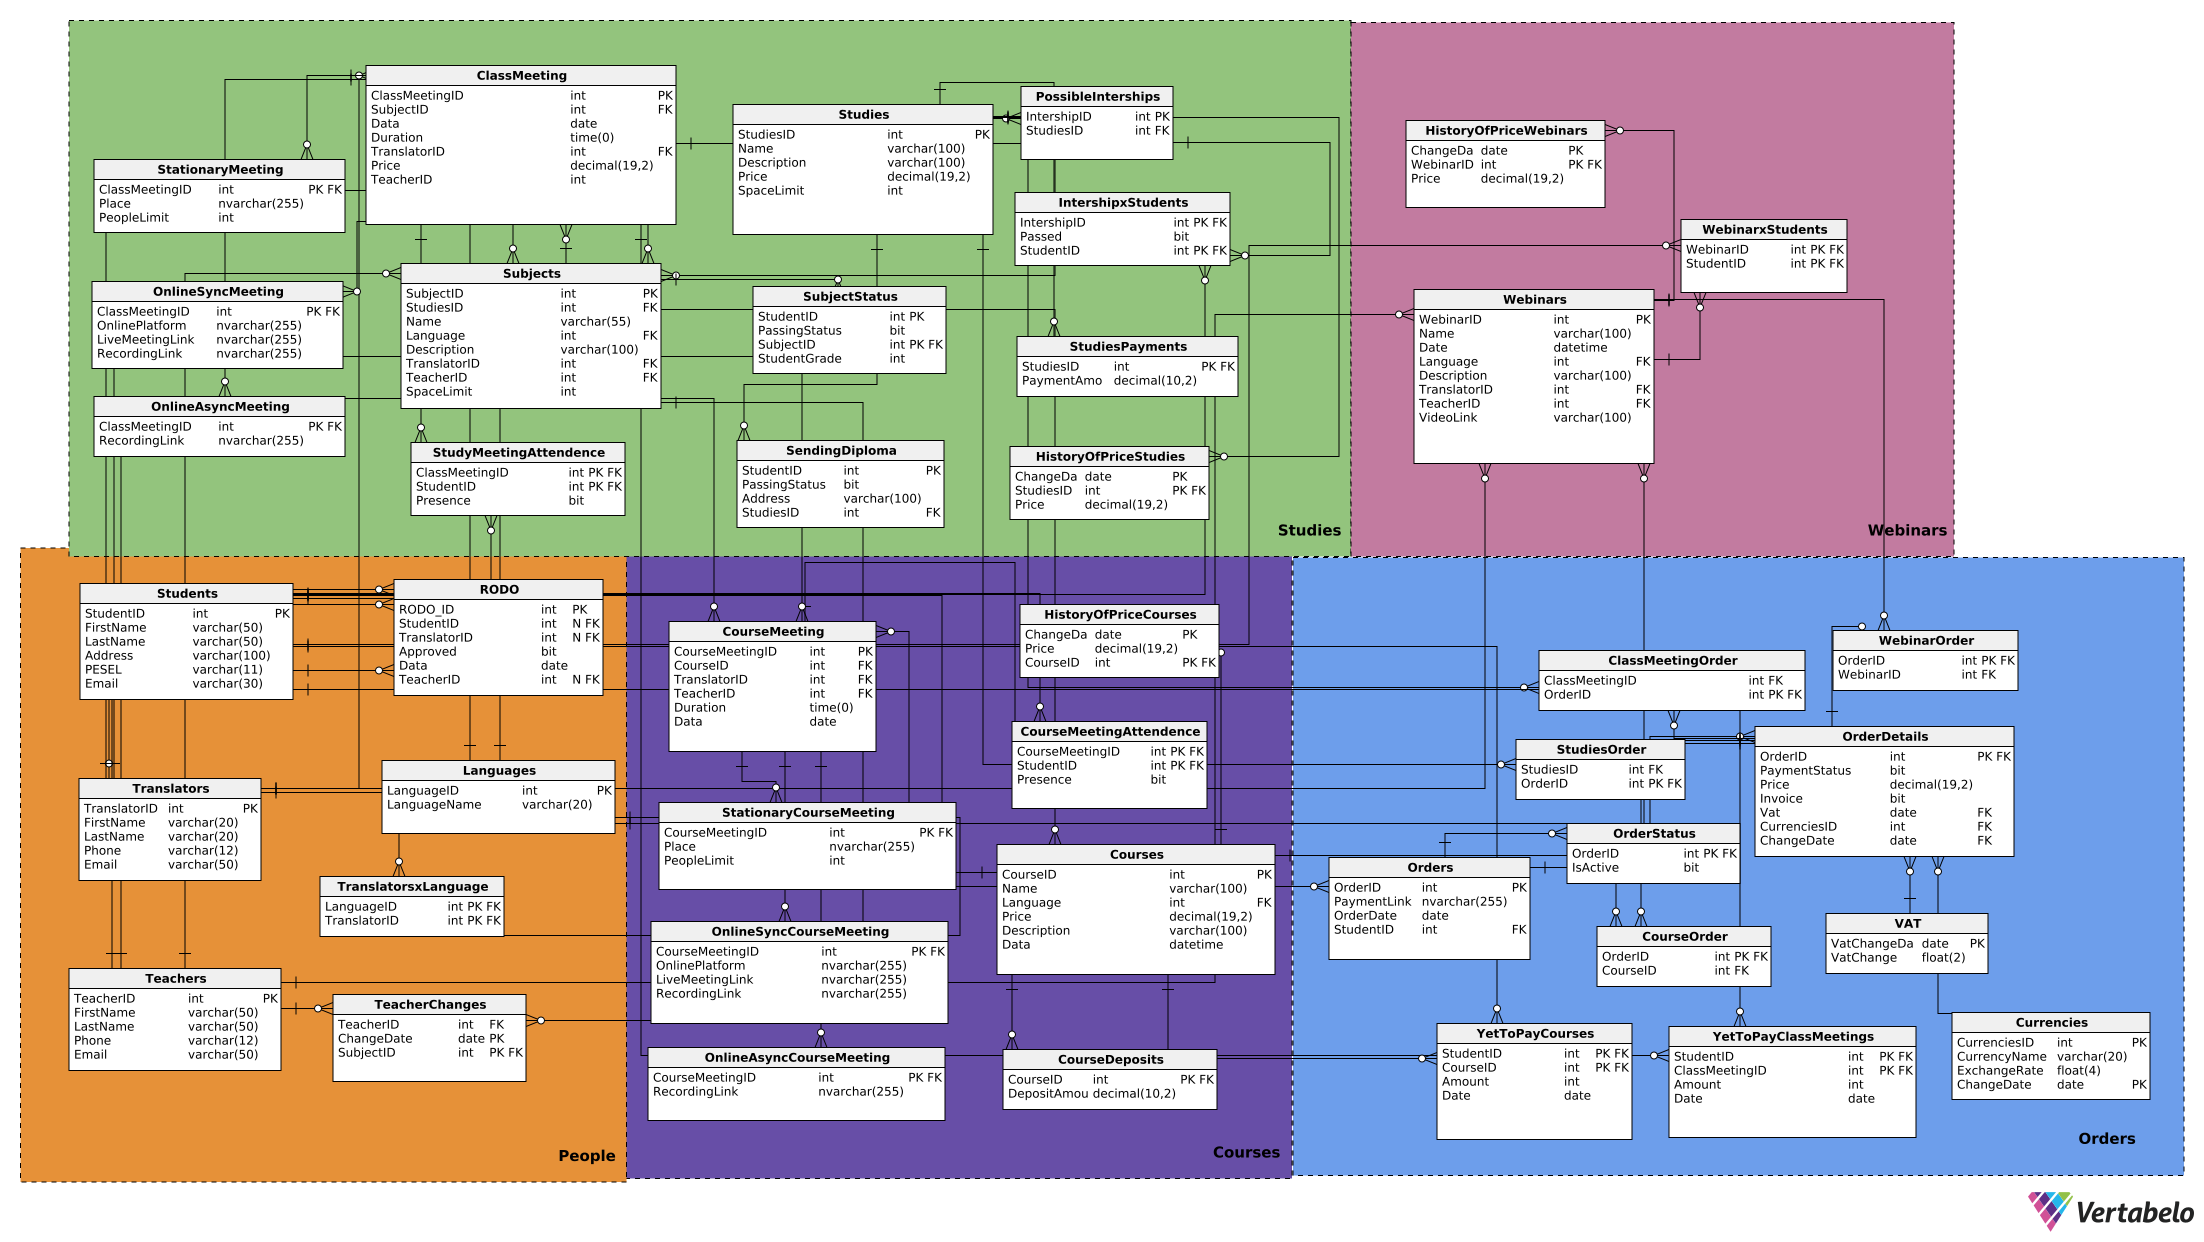 ClassMeeting
ClassMeetingID int PK
SubjectID int FK
Data date
Duration time(0)
TranslatorID int FK
Price decimal(19,2)
TeacherID int
Studies
StudiesID int PK
Name varchar(100)
Description varchar(100)
Price decimal(19,2)
SpaceLimit int
PossibleInterships
IntershipID int PK
StudiesID int FK
StationaryMeeting
ClassMeetingID int PK FK
Place nvarchar(255)
PeopleLimit int
IntershipxStudents
IntershipID int PK FK
Passed bit
StudentID int PK FK
OnlineSyncMeeting
ClassMeetingID int PK FK
OnlinePlatform nvarchar(255)
LiveMeetingLink nvarchar(255)
RecordingLink nvarchar(255)
Subjects
SubjectID int PK
StudiesID int FK
Name varchar(55)
Language int FK
Description varchar(100)
TranslatorID int FK
TeacherID int FK
SpaceLimit int
SubjectStatus
StudentID int PK
PassingStatus bit
SubjectID int PK FK
StudentGrade int
StudiesPayments
StudiesID int PK FK
PaymentAmo decimal(10,2)
OnlineAsyncMeeting
ClassMeetingID int PK FK
RecordingLink nvarchar(255)
StudyMeetingAttendence
ClassMeetingID int PK FK
StudentID int PK FK
Presence bit
SendingDiploma
StudentID int PK
PassingStatus bit
Address varchar(100)
StudiesID int FK
HistoryOfPriceStudies
ChangeDa date PK
StudiesID int PK FK
Price decimal(19,2)
Studies
HistoryOfPriceWebinars
ChangeDa date PK
WebinarID int PK FK
Price decimal(19,2)
WebinarxStudents
WebinarID int PK FK
StudentID int PK FK
Webinars
WebinarID int PK
Name varchar(100)
Date datetime
Language int FK
Description varchar(100)
TranslatorID int FK
TeacherID int FK
VideoLink varchar(100)
Webinars
Students
StudentID int PK
FirstName varchar(50)
LastName varchar(50)
Address varchar(100)
PESEL varchar(11)
Email varchar(30)
RODO
RODO_ID int PK
StudentID int N FK
TranslatorID int N FK
Approved bit
Data date
TeacherID int N FK
Translators
TranslatorID int PK
FirstName varchar(20)
LastName varchar(20)
Phone varchar(12)
Email varchar(50)
Languages
LanguageID int PK
LanguageName varchar(20)
TranslatorsxLanguage
LanguageID int PK FK
TranslatorID int PK FK
Teachers
TeacherID int PK
FirstName varchar(50)
LastName varchar(50)
Phone varchar(12)
Email varchar(50)
TeacherChanges
TeacherID int FK
ChangeDate date PK
SubjectID int PK FK
People
CourseMeeting
CourseMeetingID int PK
CourseID int FK
TranslatorID int FK
TeacherID int FK
Duration time(0)
Data date
HistoryOfPriceCourses
ChangeDa date PK
Price decimal(19,2)
CourseID int PK FK
CourseMeetingAttendence
CourseMeetingID int PK FK
StudentID int PK FK
Presence bit
StationaryCourseMeeting
CourseMeetingID int PK FK
Place nvarchar(255)
PeopleLimit int
Courses
CourseID int PK
Name varchar(100)
Language int FK
Price decimal(19,2)
Description varchar(100)
Data datetime
OnlineSyncCourseMeeting
CourseMeetingID int PK FK
OnlinePlatform nvarchar(255)
LiveMeetingLink nvarchar(255)
RecordingLink nvarchar(255)
OnlineAsyncCourseMeeting
CourseMeetingID int PK FK
RecordingLink nvarchar(255)
CourseDeposits
CourseID int PK FK
DepositAmou decimal(10,2)
Courses
WebinarOrder
OrderID int PK FK
WebinarID int FK
ClassMeetingOrder
ClassMeetingID int FK
OrderID int PK FK
StudiesOrder
StudiesID int FK
OrderID int PK FK
OrderDetails
OrderID int PK FK
PaymentStatus bit
Price decimal(19,2)
Invoice bit
Vat date FK
CurrenciesID int FK
ChangeDate date FK
OrderStatus
OrderID int PK FK
IsActive bit
Orders
OrderID int PK
PaymentLink nvarchar(255)
OrderDate date
StudentID int FK
CourseOrder
OrderID int PK FK
CourseID int FK
VAT
VatChangeDa date PK
VatChange float(2)
YetToPayCourses
StudentID int PK FK
CourseID int PK FK
Amount int
Date date
YetToPayClassMeetings
StudentID int PK FK
ClassMeetingID int PK FK
Amount int
Date date
Currencies
CurrenciesID int PK
CurrencyName varchar(20)
ExchangeRate float(4)
ChangeDate date PK
Orders
Vertabelo